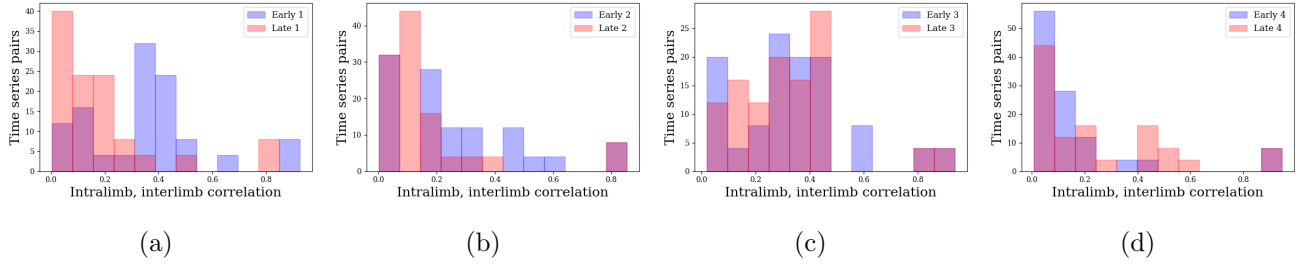 40
35
30
25
20
15
10
5
0
Time series pairs
0.0 0.2 0.4 0.6 0.8
Intralimb, interlimb correlation
Early 1
Late 1
(a)
40
30
20
10
0
Time series pairs
0.0 0.2 0.4 0.6 0.8
Intralimb, interlimb correlation
Early 2
Late 2
(b)
25
20
15
10
5
0
Time series pairs
0.0 0.2 0.4 0.6 0.8
Intralimb, interlimb correlation
Early 3
Late 3
(c)
50
40
30
20
10
0
Time series pairs
0.0 0.2 0.4 0.6 0.8
Intralimb, interlimb correlation
Early 4
Late 4
(d)